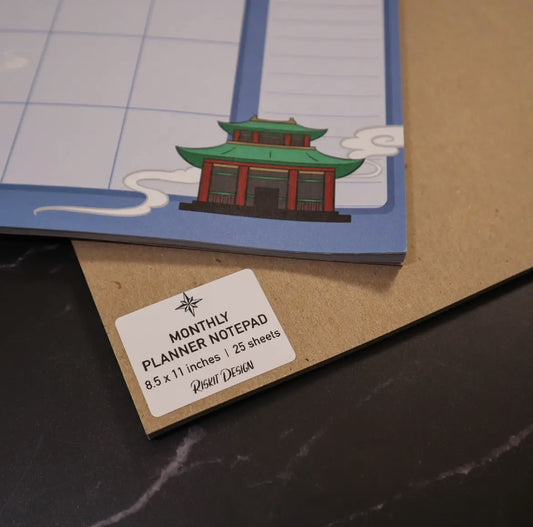 MONTHLY
PLANNER NOTEPAD
8.5 x 11 inches | 25 sheets
Riskit Design